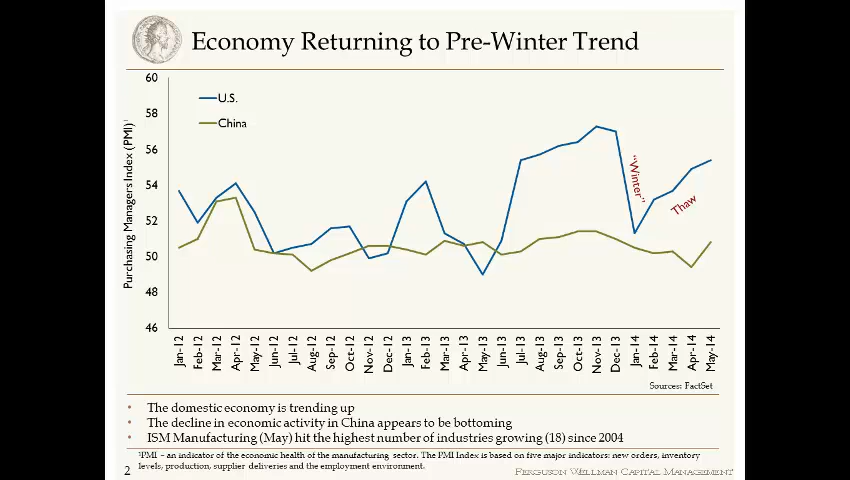 Economy Returning to Pre-Winter Trend
60
58
56
54
52
50
48
46
Purchasing Managers Index (PMI)¹
U.S.
China
"Winter"
Thaw
Jan-12
Feb-12
Mar-12
Apr-12
May-12
Jun-12
Jul-12
Aug-12
Sep-12
Oct-12
Nov-12
Dec-12
Jan-13
Feb-13
Mar-13
Apr-13
May-13
Jun-13
Jul-13
Aug-13
Sep-13
Oct-13
Nov-13
Dec-13
Jan-14
Feb-14
Mar-14
Apr-14
May-14
Sources: FactSet
• The domestic economy is trending up
• The decline in economic activity in China appears to be bottoming
• ISM Manufacturing (May) hit the highest number of industries growing (18) since 2004
¹PMI – an indicator of the economic health of the manufacturing sector. The PMI Index is based on five major indicators: new orders, inventory
levels, production, supplier deliveries and the employment environment.
2
Ferguson Wellman Capital Management